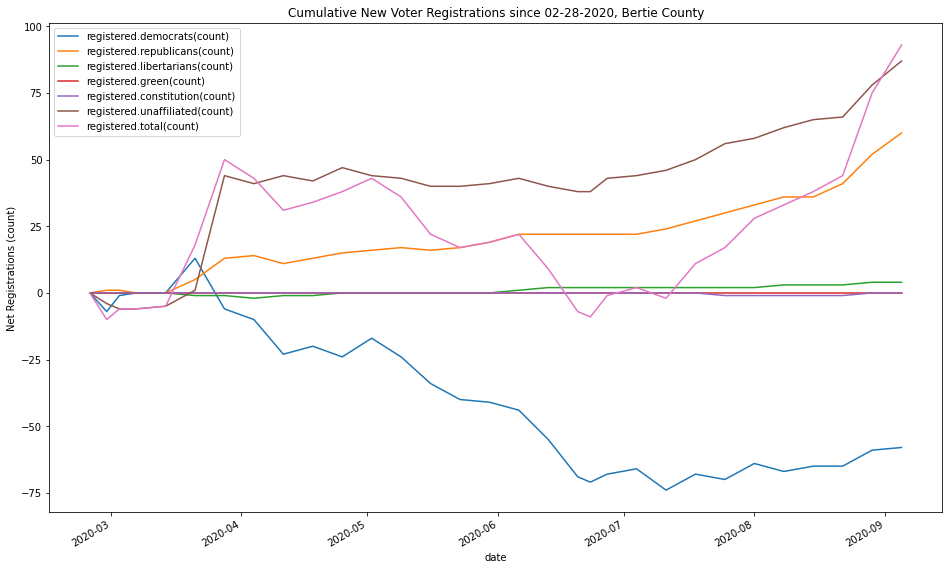 Cumulative New Voter Registrations since 02-28-2020, Bertie County
registered.democrats(count)
registered.republicans(count)
registered.libertarians(count)
registered.green(count)
registered.constitution(count)
registered.unaffiliated(count)
registered.total(count)
Net Registrations (count)
100
75
50
25
0
−25
−50
−75
2020-03
2020-04
2020-05
2020-06
2020-07
2020-08
2020-09
date